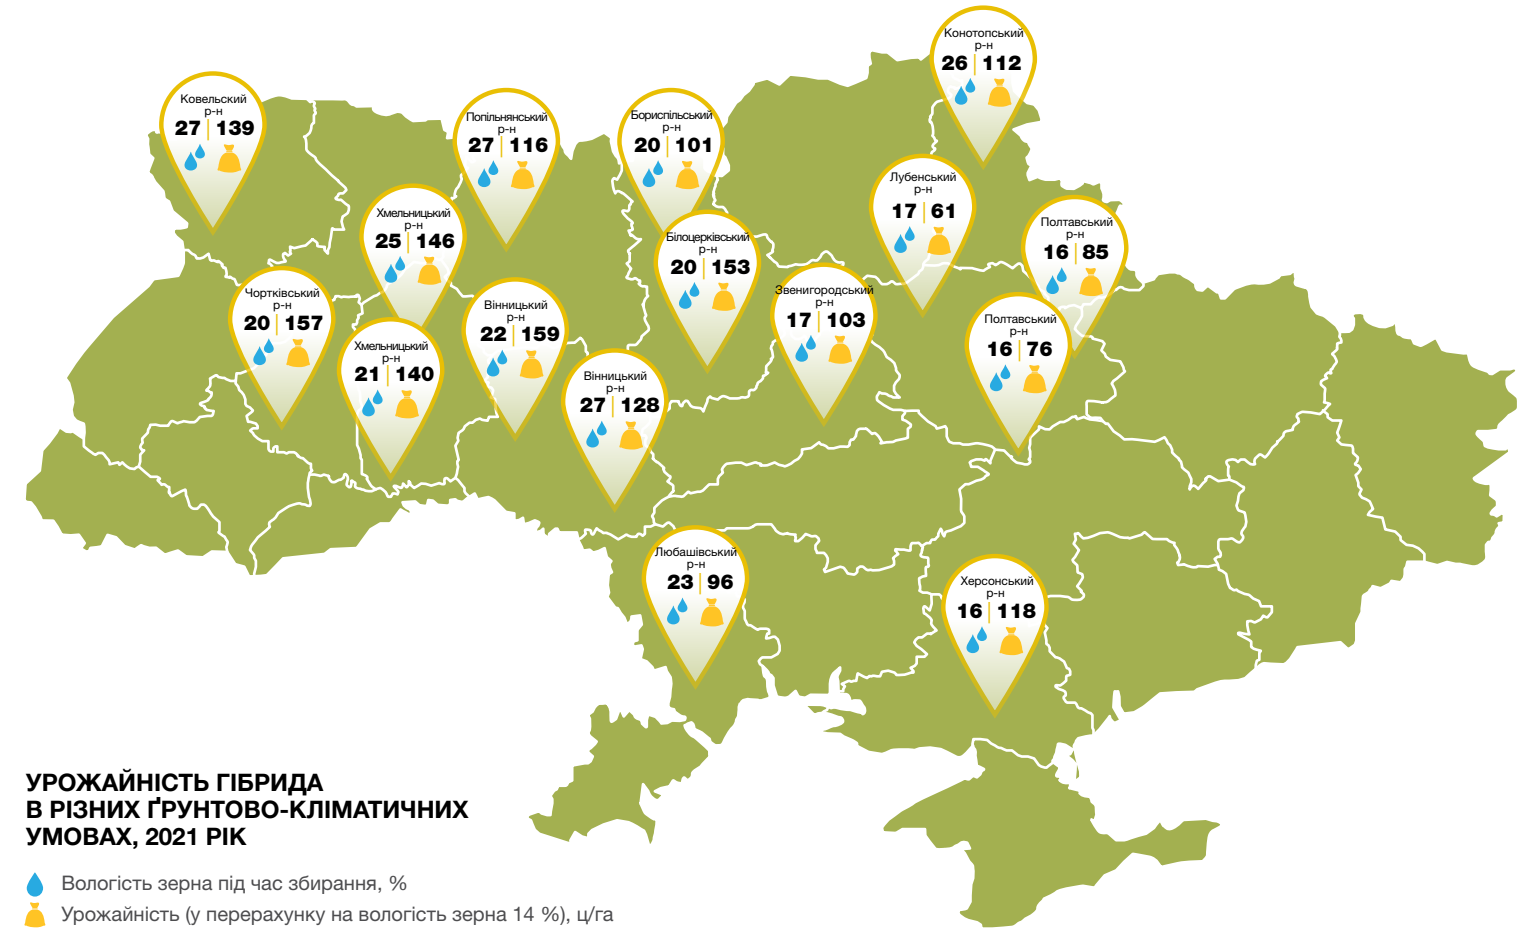 Конотопський
р-н
26 112
Ковельский
р-н
27 139
Попільнянський
р-н
27 116
Бориспільський
р-н
20 101
Лубенський
р-н
17 61
Хмельницький
р-н
25 146
Полтавський
р-н
16 85
Білоцерківський
р-н
20 153
Чортківський
р-н
20 157
Звенигородський
р-н
17 103
Вінницький
р-н
22 159
Полтавський
р-н
16 76
Хмельницький
р-н
21 140
Вінницький
р-н
27 128
Любашівський
р-н
23 96
Херсонський
р-н
16 118
УРОЖАЙНІСТЬ ГІБРИДА
В РІЗНИХ ҐРУНТОВО-КЛІМАТИЧНИХ
УМОВАХ, 2021 РІК
Вологість зерна під час збирання, %
Урожайність (у перерахунку на вологість зерна 14 %), ц/га